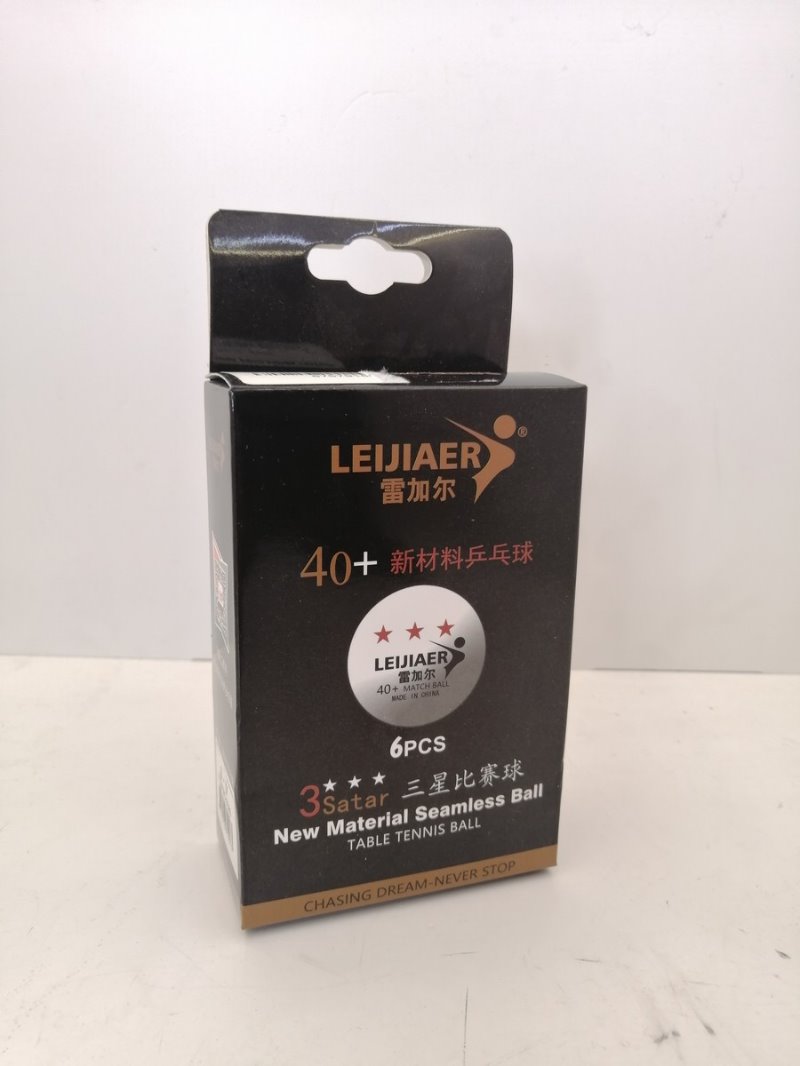 LEIJIAER®
雷加尔
40+ 新材料乒乓球
LEIJIAER
雷加尔
40+ MATCH BALL
MADE IN CHINA
6PCS
3Satar 三星比赛球
New Material Seamless Ball
TABLE TENNIS BALL
CHASING DREAM-NEVER STOP